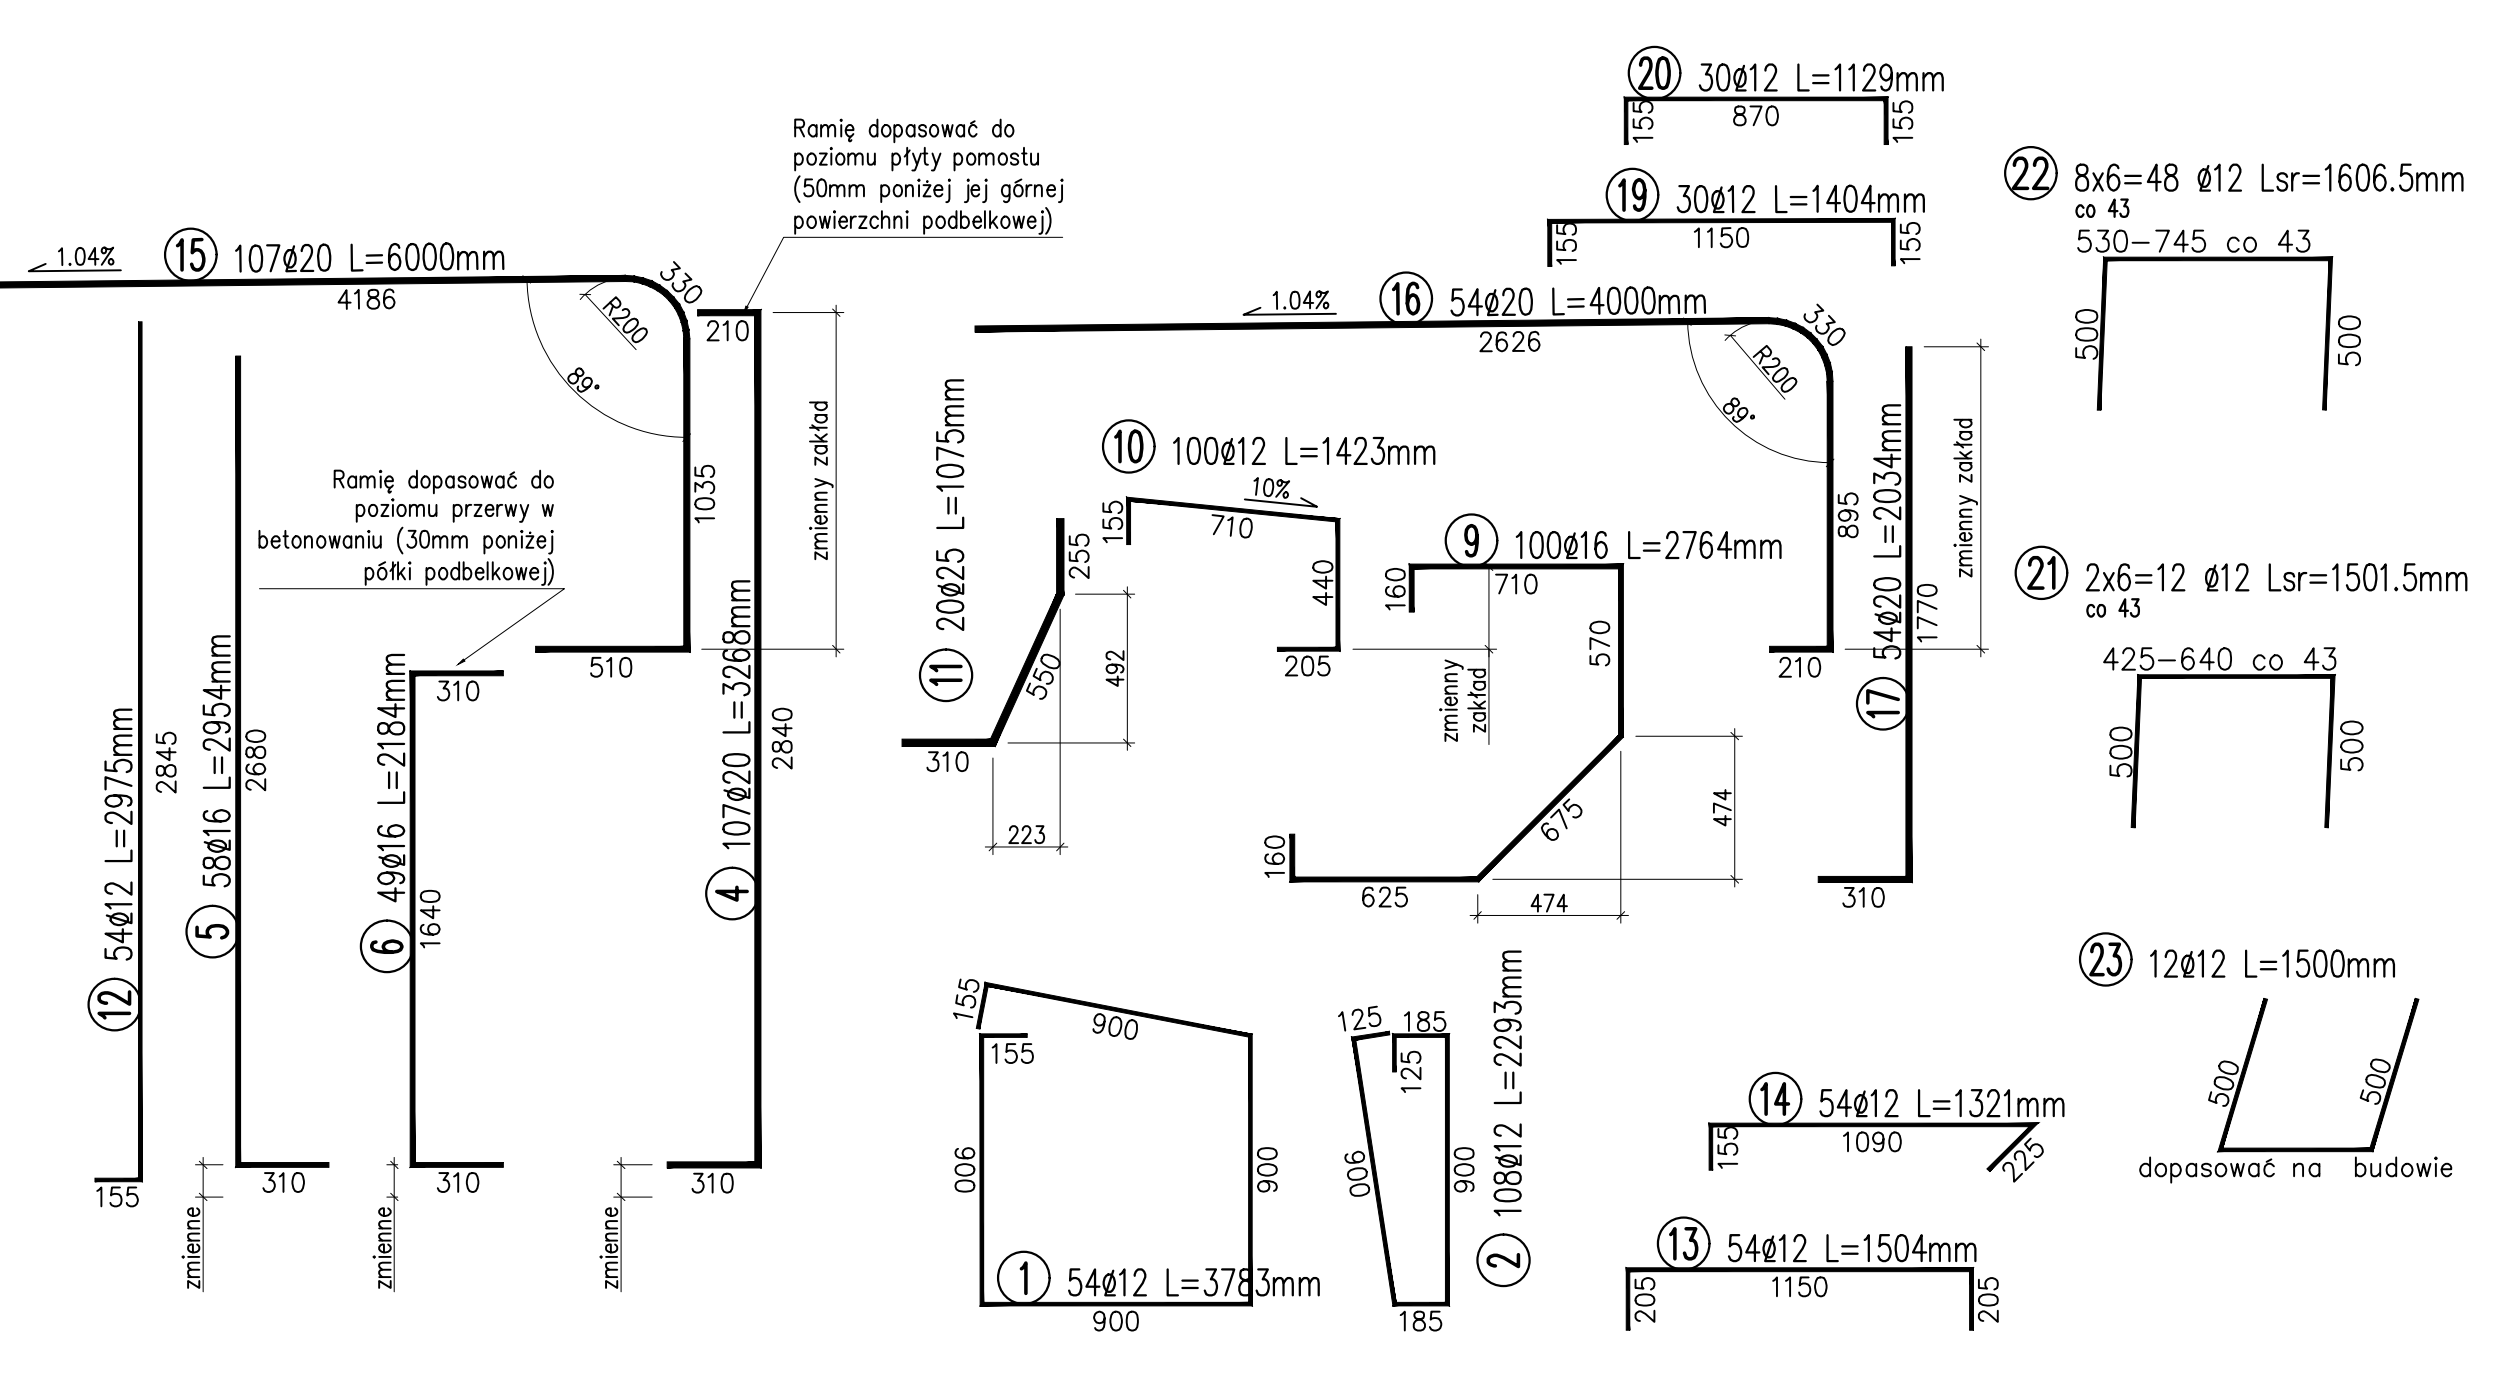 20 30ø12 L=1129mm
155
870
155
19 30ø12 L=1404mm
155
1150
155
22 8x6=48 ø12 Lsr=1606.5mm
co 43
530-745 co 43
500
500
Ramię dopasować do
poziomu płyty pomostu
(50mm poniżej jej górnej
powierzchni podbelkowej)
1.04%
15 107ø20 L=6000mm
4186
330
R200
89°
1035
510
210
zmienny zakład
1.04%
16 54ø20 L=4000mm
2626
330
R200
89°
895
210
zmienny zakład
17 54ø20 L=2034mm
1770
310
Ramię dopasować do
poziomu przerwy w
betonowaniu (30mm poniżej
półki podbelkowej)
12 54ø12 L=2975mm
2845
155
5 58ø16 L=2954mm
2680
310
zmienne
6 49ø16 L=2184mm
310
1640
310
zmienne
4 107ø20 L=3268mm
2840
310
zmienne
11 20ø25 L=1075mm
255
550
492
310
223
10 100ø12 L=1423mm
10%
155
710
440
205
9 100ø16 L=2764mm
160
710
570
zmienny
zakład
675
474
160
625
474
21 2x6=12 ø12 Lsr=1501.5mm
co 43
425-640 co 43
500
500
155
900
155
900
900
1 54ø12 L=3783mm
900
125
185
125
900
900
185
2 108ø12 L=2293mm
23 12ø12 L=1500mm
500
500
dopasować na budowie
14 54ø12 L=1321mm
155
1090
225
13 54ø12 L=1504mm
205
1150
205